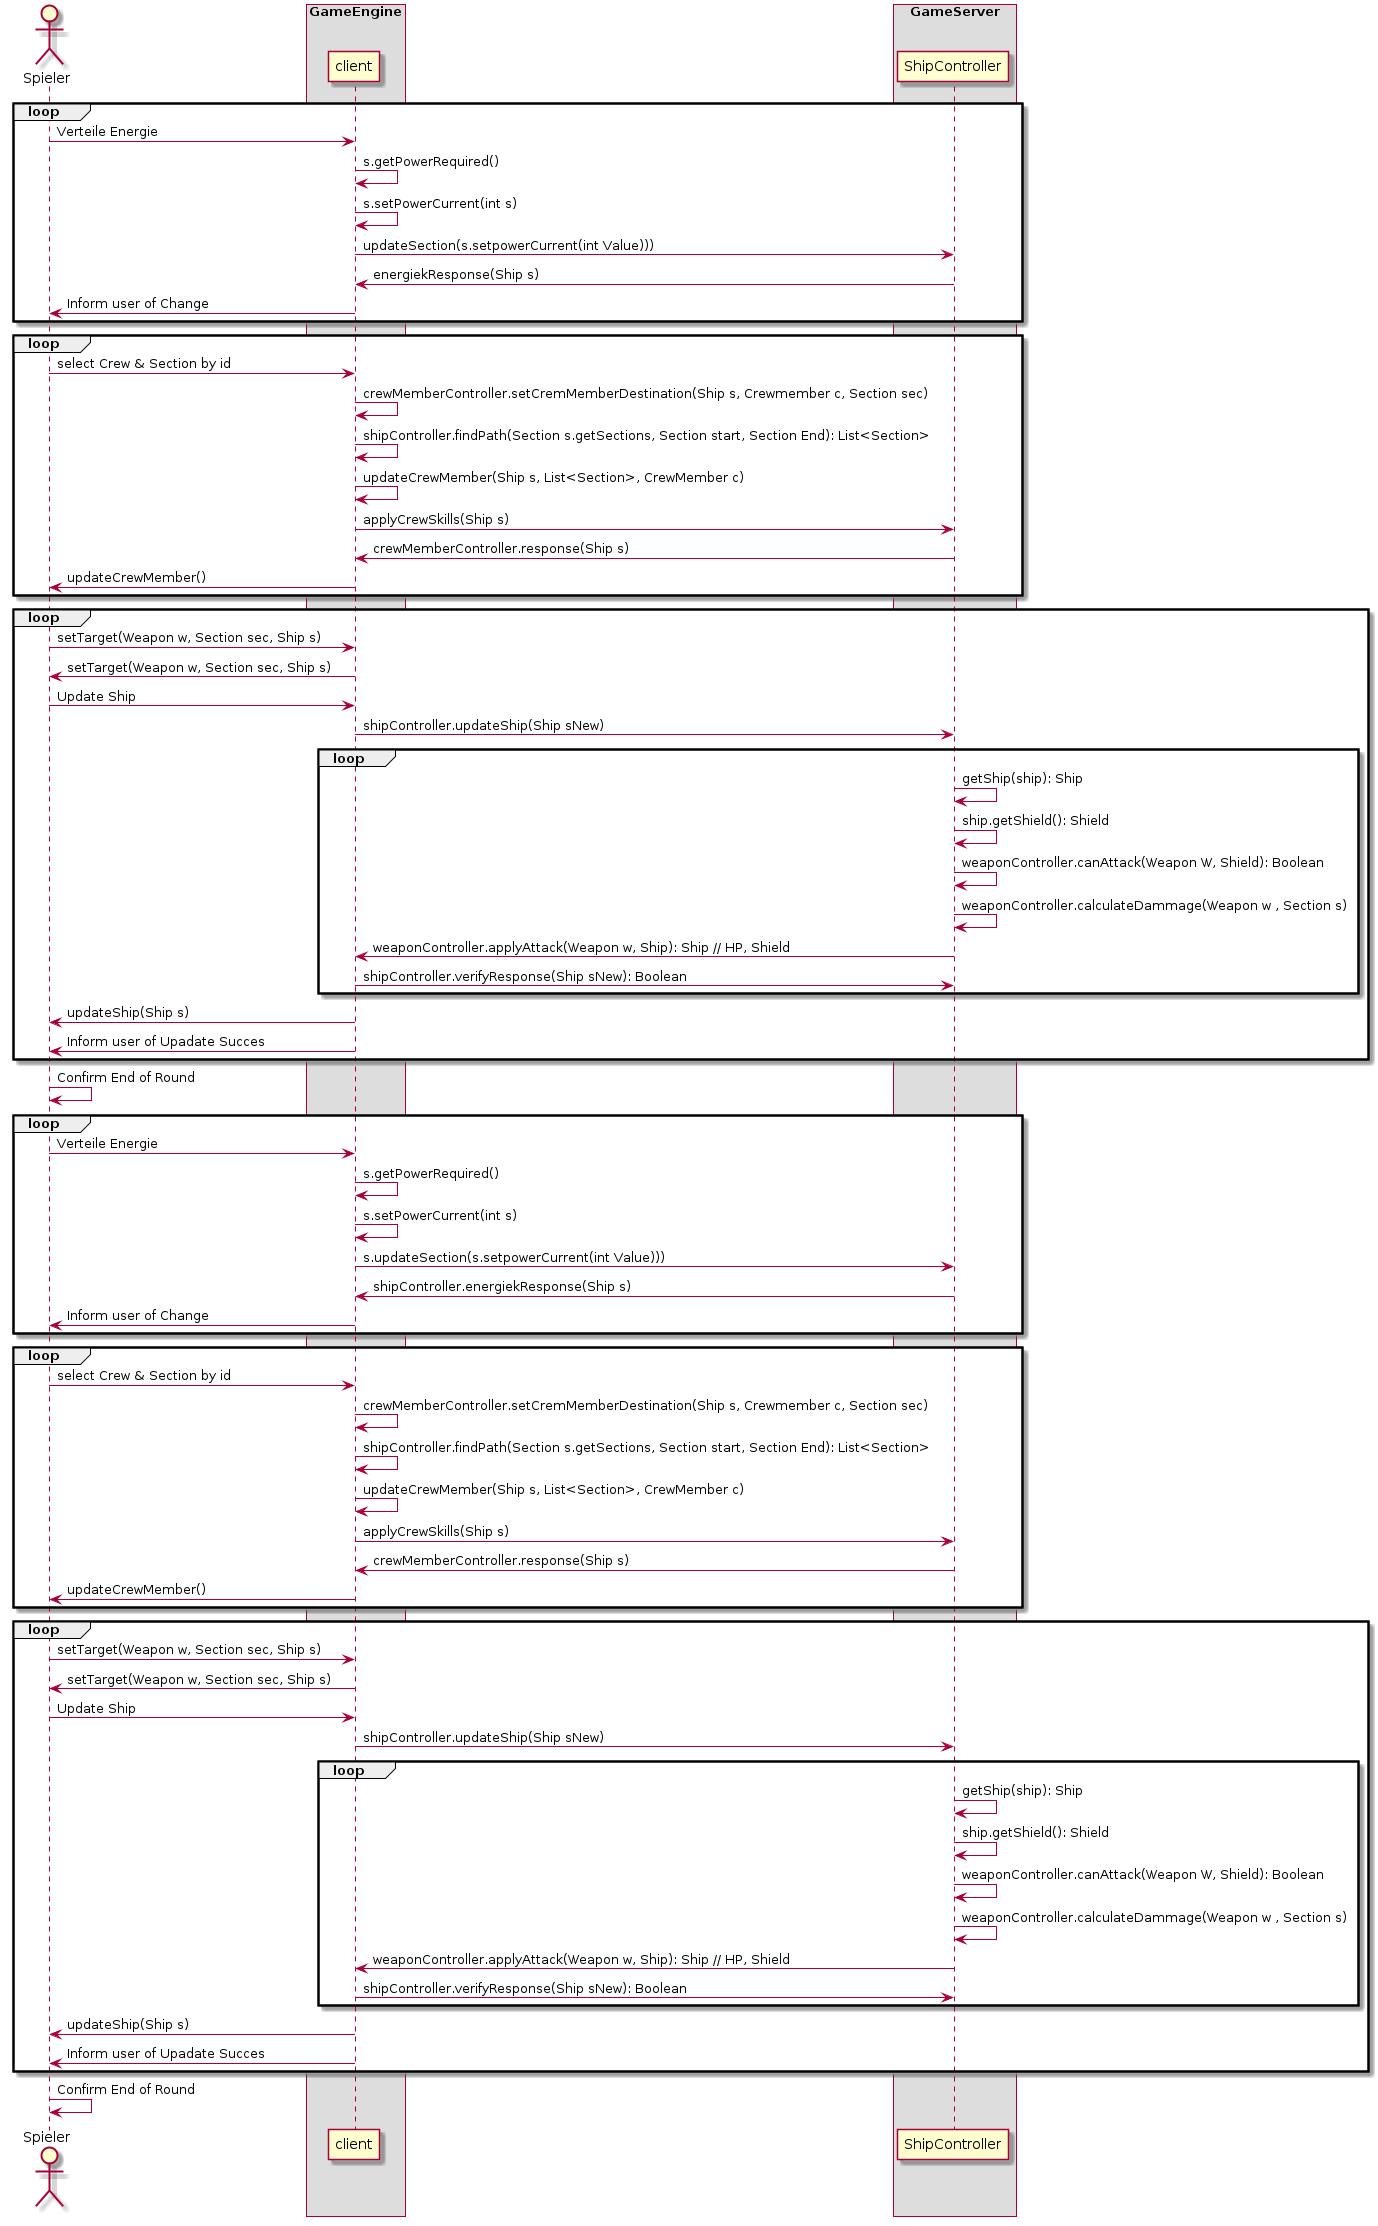 GameEngine
GameServer
client
ShipController
Spieler
loop
Verteile Energie
s.getPowerRequired()
s.setPowerCurrent(int s)
updateSection(s.setpowerCurrent(int Value)))
energiekResponse(Ship s)
Inform user of Change
loop
select Crew & Section by id
crewMemberController.setCremMemberDestination(Ship s, Crewmember c, Section sec)
shipController.findPath(Section s.getSections, Section start, Section End): List<Section>
updateCrewMember(Ship s, List<Section>, CrewMember c)
applyCrewSkills(Ship s)
crewMemberController.response(Ship s)
updateCrewMember()
loop
setTarget(Weapon w, Section sec, Ship s)
setTarget(Weapon w, Section sec, Ship s)
Update Ship
shipController.updateShip(Ship sNew)
loop
getShip(ship): Ship
ship.getShield(): Shield
weaponController.canAttack(Weapon W, Shield): Boolean
weaponController.calculateDammage(Weapon w , Section s)
weaponController.applyAttack(Weapon w, Ship): Ship // HP, Shield
shipController.verifyResponse(Ship sNew): Boolean
updateShip(Ship s)
Inform user of Upadate Succes
Confirm End of Round
loop
Verteile Energie
s.getPowerRequired()
s.setPowerCurrent(int s)
s.updateSection(s.setpowerCurrent(int Value)))
shipController.energiekResponse(Ship s)
Inform user of Change
loop
select Crew & Section by id
crewMemberController.setCremMemberDestination(Ship s, Crewmember c, Section sec)
shipController.findPath(Section s.getSections, Section start, Section End): List<Section>
updateCrewMember(Ship s, List<Section>, CrewMember c)
applyCrewSkills(Ship s)
crewMemberController.response(Ship s)
updateCrewMember()
loop
setTarget(Weapon w, Section sec, Ship s)
setTarget(Weapon w, Section sec, Ship s)
Update Ship
shipController.updateShip(Ship sNew)
loop
getShip(ship): Ship
ship.getShield(): Shield
weaponController.canAttack(Weapon W, Shield): Boolean
weaponController.calculateDammage(Weapon w , Section s)
weaponController.applyAttack(Weapon w, Ship): Ship // HP, Shield
shipController.verifyResponse(Ship sNew): Boolean
updateShip(Ship s)
Inform user of Upadate Succes
Confirm End of Round
Spieler
client
ShipController